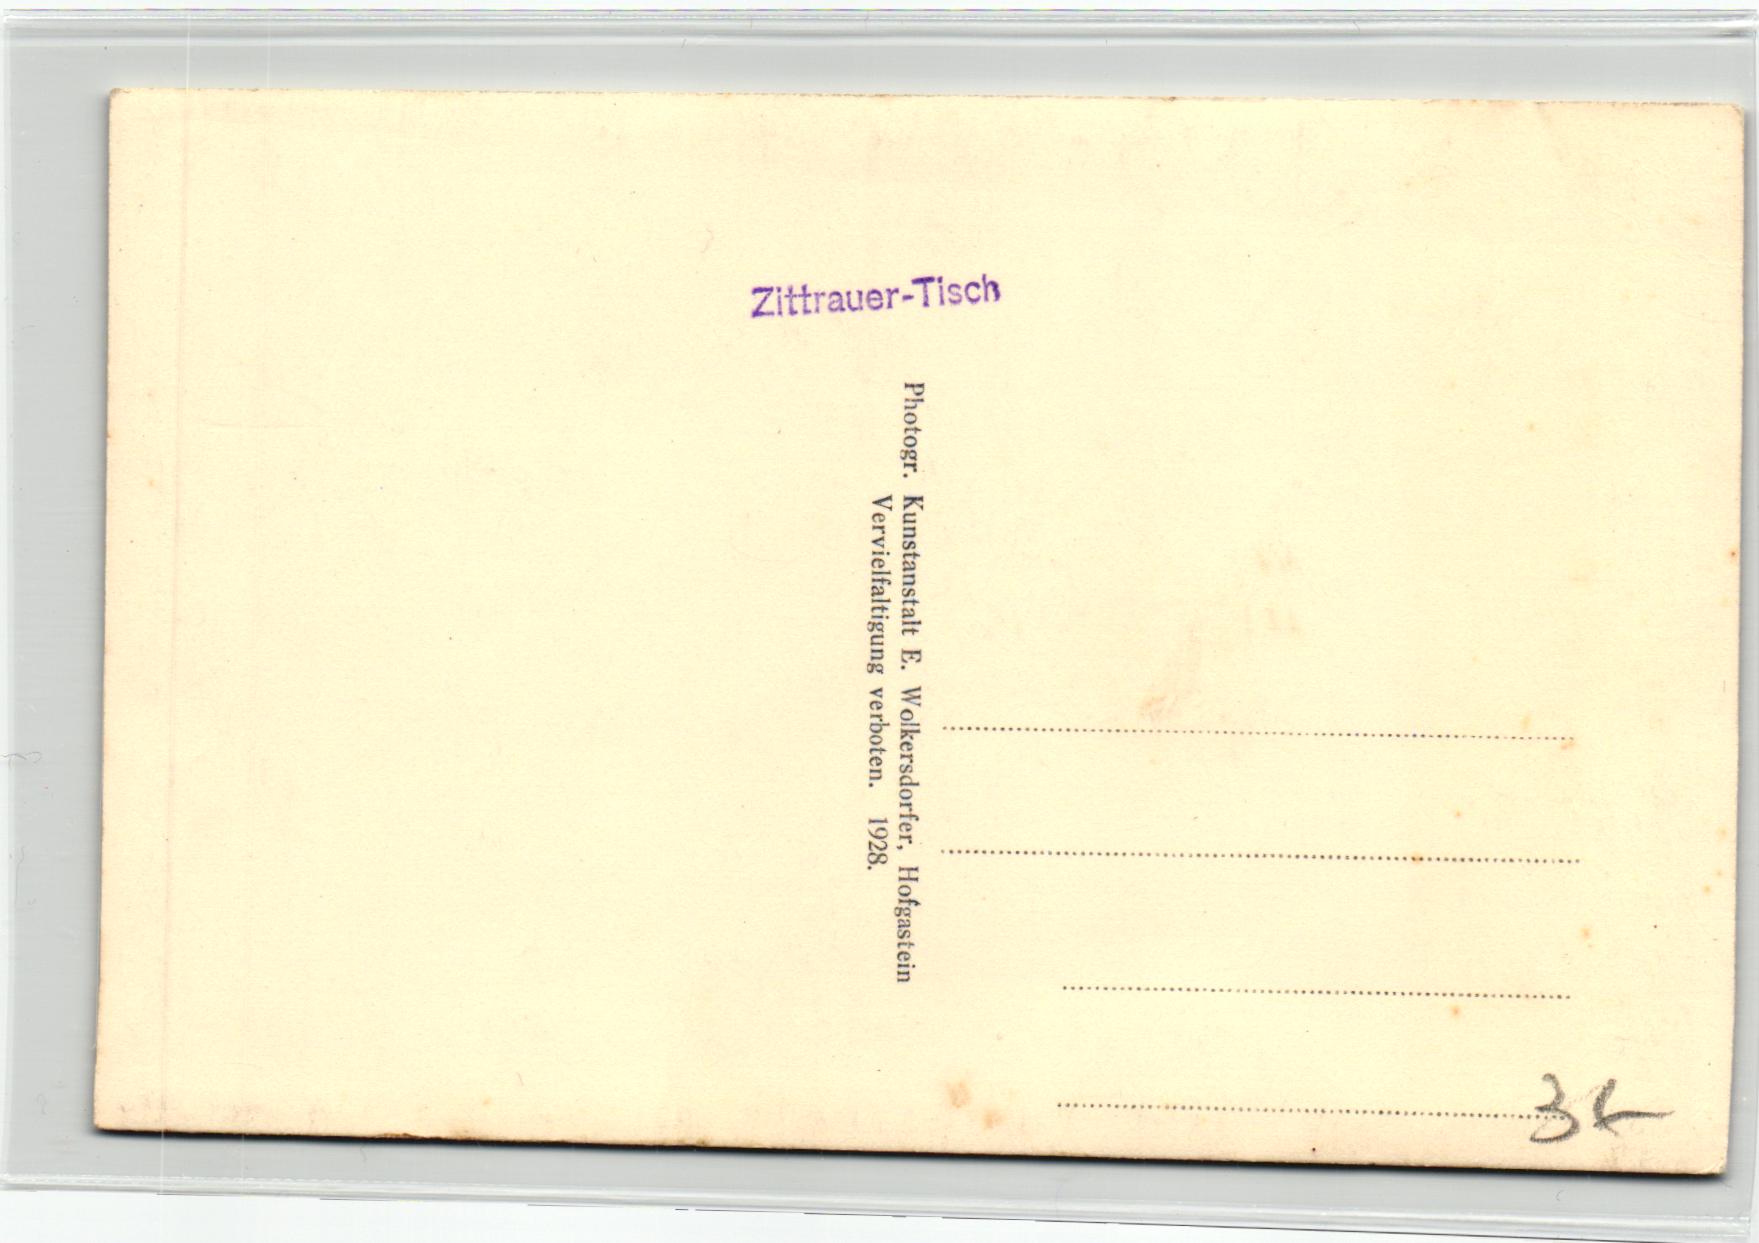 Zittrauer-Tisch
Photogr. Kunstanstalt E. Wolkersdorfer, Hofgastein
Vervielfaltigung verboten. 1928.